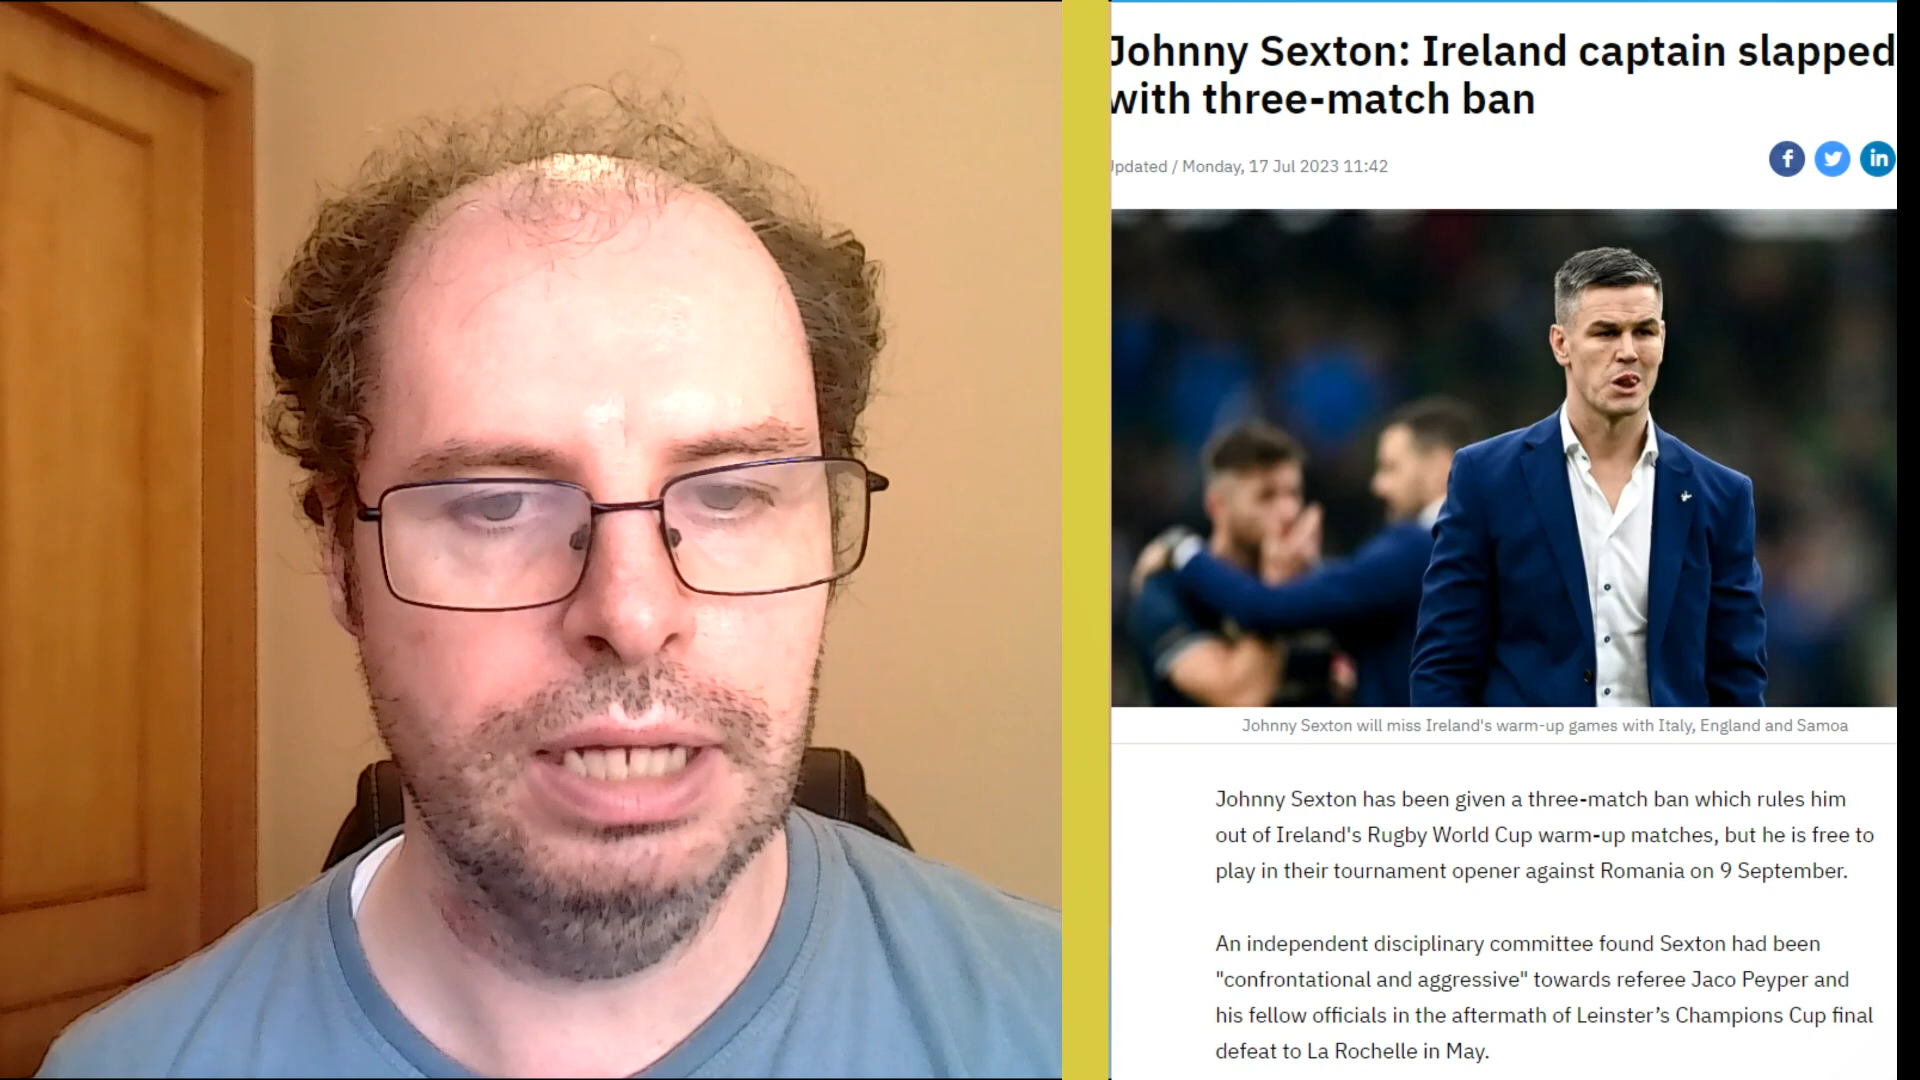 Johnny Sexton: Ireland captain slapped
with three-match ban
Updated / Monday, 17 Jul 2023 11:42
f
in
Johnny Sexton will miss Ireland's warm-up games with Italy, England and Samoa
Johnny Sexton has been given a three-match ban which rules him
out of Ireland's Rugby World Cup warm-up matches, but he is free to
play in their tournament opener against Romania on 9 September.
An independent disciplinary committee found Sexton had been
"confrontational and aggressive" towards referee Jaco Peyper and
his fellow officials in the aftermath of Leinster’s Champions Cup final
defeat to La Rochelle in May.